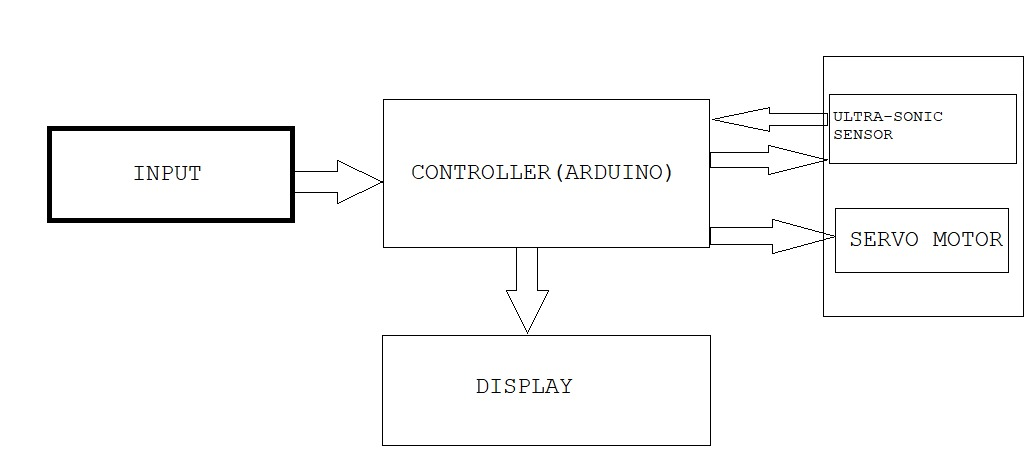 INPUT
CONTROLLER(ARDUINO)
ULTRA-SONIC
SENSOR
SERVO MOTOR
DISPLAY